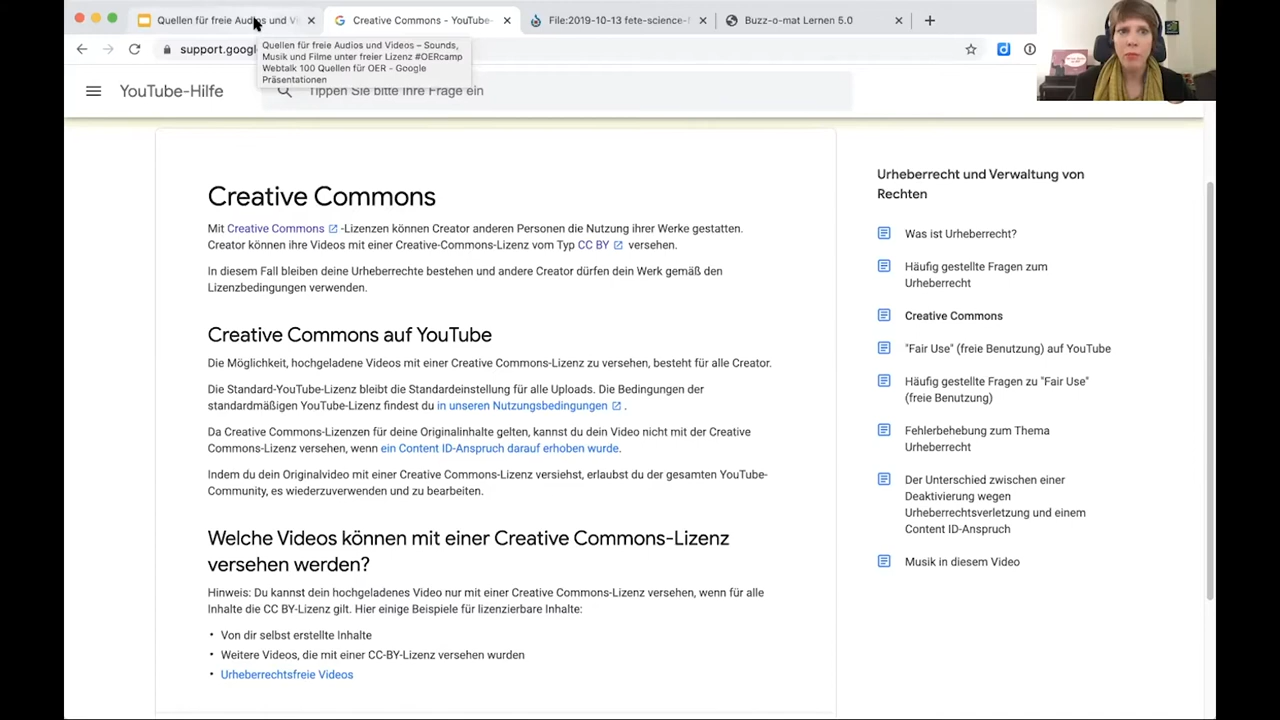 Quellen für freie Audios und Vi
Creative Commons - YouTube-
File:2019-10-13 fete-science-f
Buzz-o-mat Lernen 5.0
support.google
Quellen für freie Audios und Videos – Sounds,
Musik und Filme unter freier Lizenz #OERcamp
Webtalk 100 Quellen für OER - Google
Präsentationen
YouTube-Hilfe
Tippen Sie bitte Ihre Frage ein
Creative Commons
Mit Creative Commons -Lizenzen können Creator anderen Personen die Nutzung ihrer Werke gestatten.
Creator können ihre Videos mit einer Creative-Commons-Lizenz vom Typ CC BY versehen.
In diesem Fall bleiben deine Urheberrechte bestehen und andere Creator dürfen dein Werk gemäß den
Lizenzbedingungen verwenden.
Creative Commons auf YouTube
Die Möglichkeit, hochgeladene Videos mit einer Creative Commons-Lizenz zu versehen, besteht für alle Creator.
Die Standard-YouTube-Lizenz bleibt die Standardeinstellung für alle Uploads. Die Bedingungen der
standardmäßigen YouTube-Lizenz findest du in unseren Nutzungsbedingungen .
Da Creative Commons-Lizenzen für deine Originalinhalte gelten, kannst du dein Video nicht mit der Creative
Commons-Lizenz versehen, wenn ein Content ID-Anspruch darauf erhoben wurde.
Indem du dein Originalvideo mit einer Creative Commons-Lizenz versiehst, erlaubst du der gesamten YouTube-
Community, es wiederzuverwenden und zu bearbeiten.
Welche Videos können mit einer Creative Commons-Lizenz
versehen werden?
Hinweis: Du kannst dein hochgeladenes Video nur mit einer Creative Commons-Lizenz versehen, wenn für alle
Inhalte die CC BY-Lizenz gilt. Hier einige Beispiele für lizenzierbare Inhalte:
• Von dir selbst erstellte Inhalte
• Weitere Videos, die mit einer CC-BY-Lizenz versehen wurden
• Urheberrechtsfreie Videos
Urheberrecht und Verwaltung von
Rechten
Was ist Urheberrecht?
Häufig gestellte Fragen zum
Urheberrecht
Creative Commons
"Fair Use" (freie Benutzung) auf YouTube
Häufig gestellte Fragen zu "Fair Use"
(freie Benutzung)
Fehlerbehebung zum Thema
Urheberrecht
Der Unterschied zwischen einer
Deaktivierung wegen
Urheberrechtsverletzung und einem
Content ID-Anspruch
Musik in diesem Video